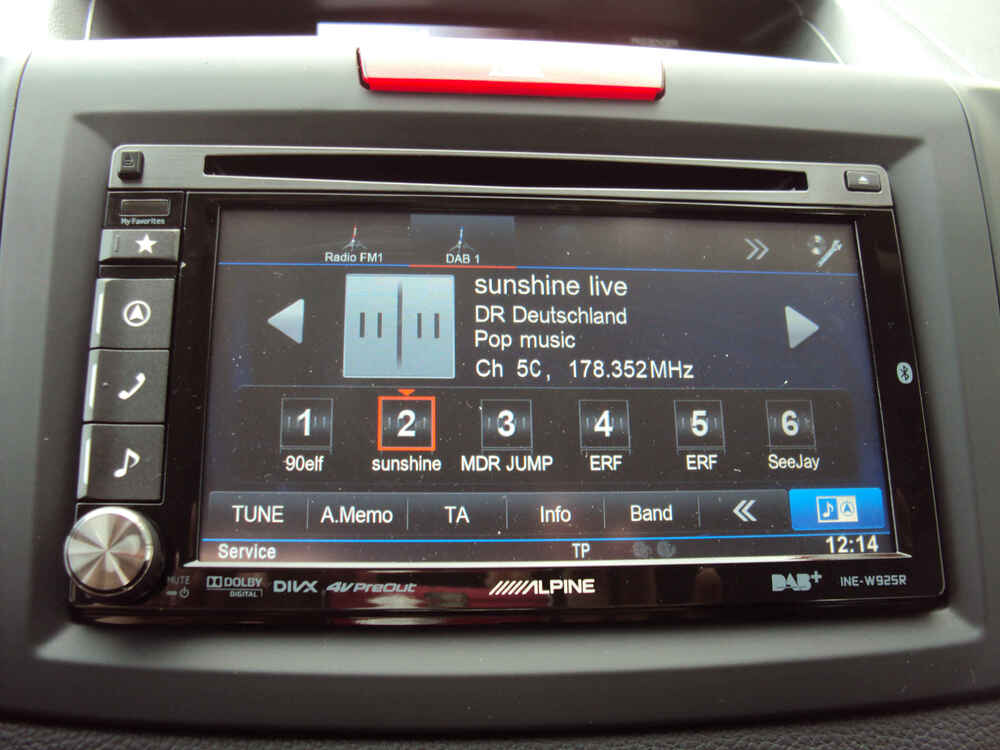 My Favorites
Radio FM1
DAB 1
sunshine live
DR Deutschland
Pop music
Ch 5C, 178.352MHz
1 2 3 4 5 6
90elf sunshine MDR JUMP ERF ERF SeeJay
TUNE A.Memo TA Info Band
Service TP 12:14
MUTE
DOLBY DIGITAL DIVX 4V PreOut ALPINE DAB+ INE-W925R